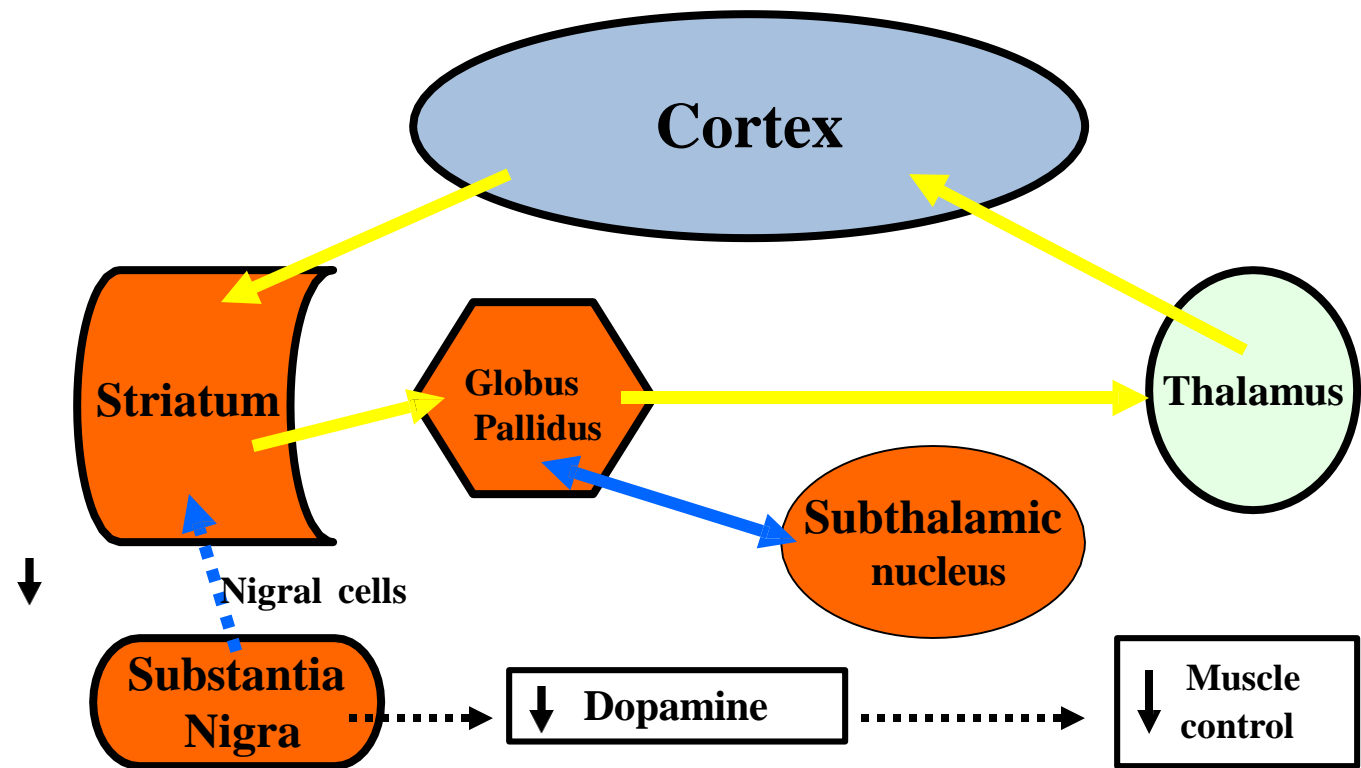 Cortex
Striatum
Globus
Pallidus
Thalamus
Subthalamic
nucleus
Nigral cells
Substantia
Nigra
Dopamine
Muscle
control